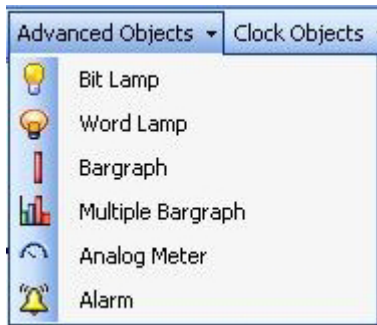 Advanced Objects Clock Objects
Bit Lamp
Word Lamp
Bargraph
Multiple Bargraph
Analog Meter
Alarm